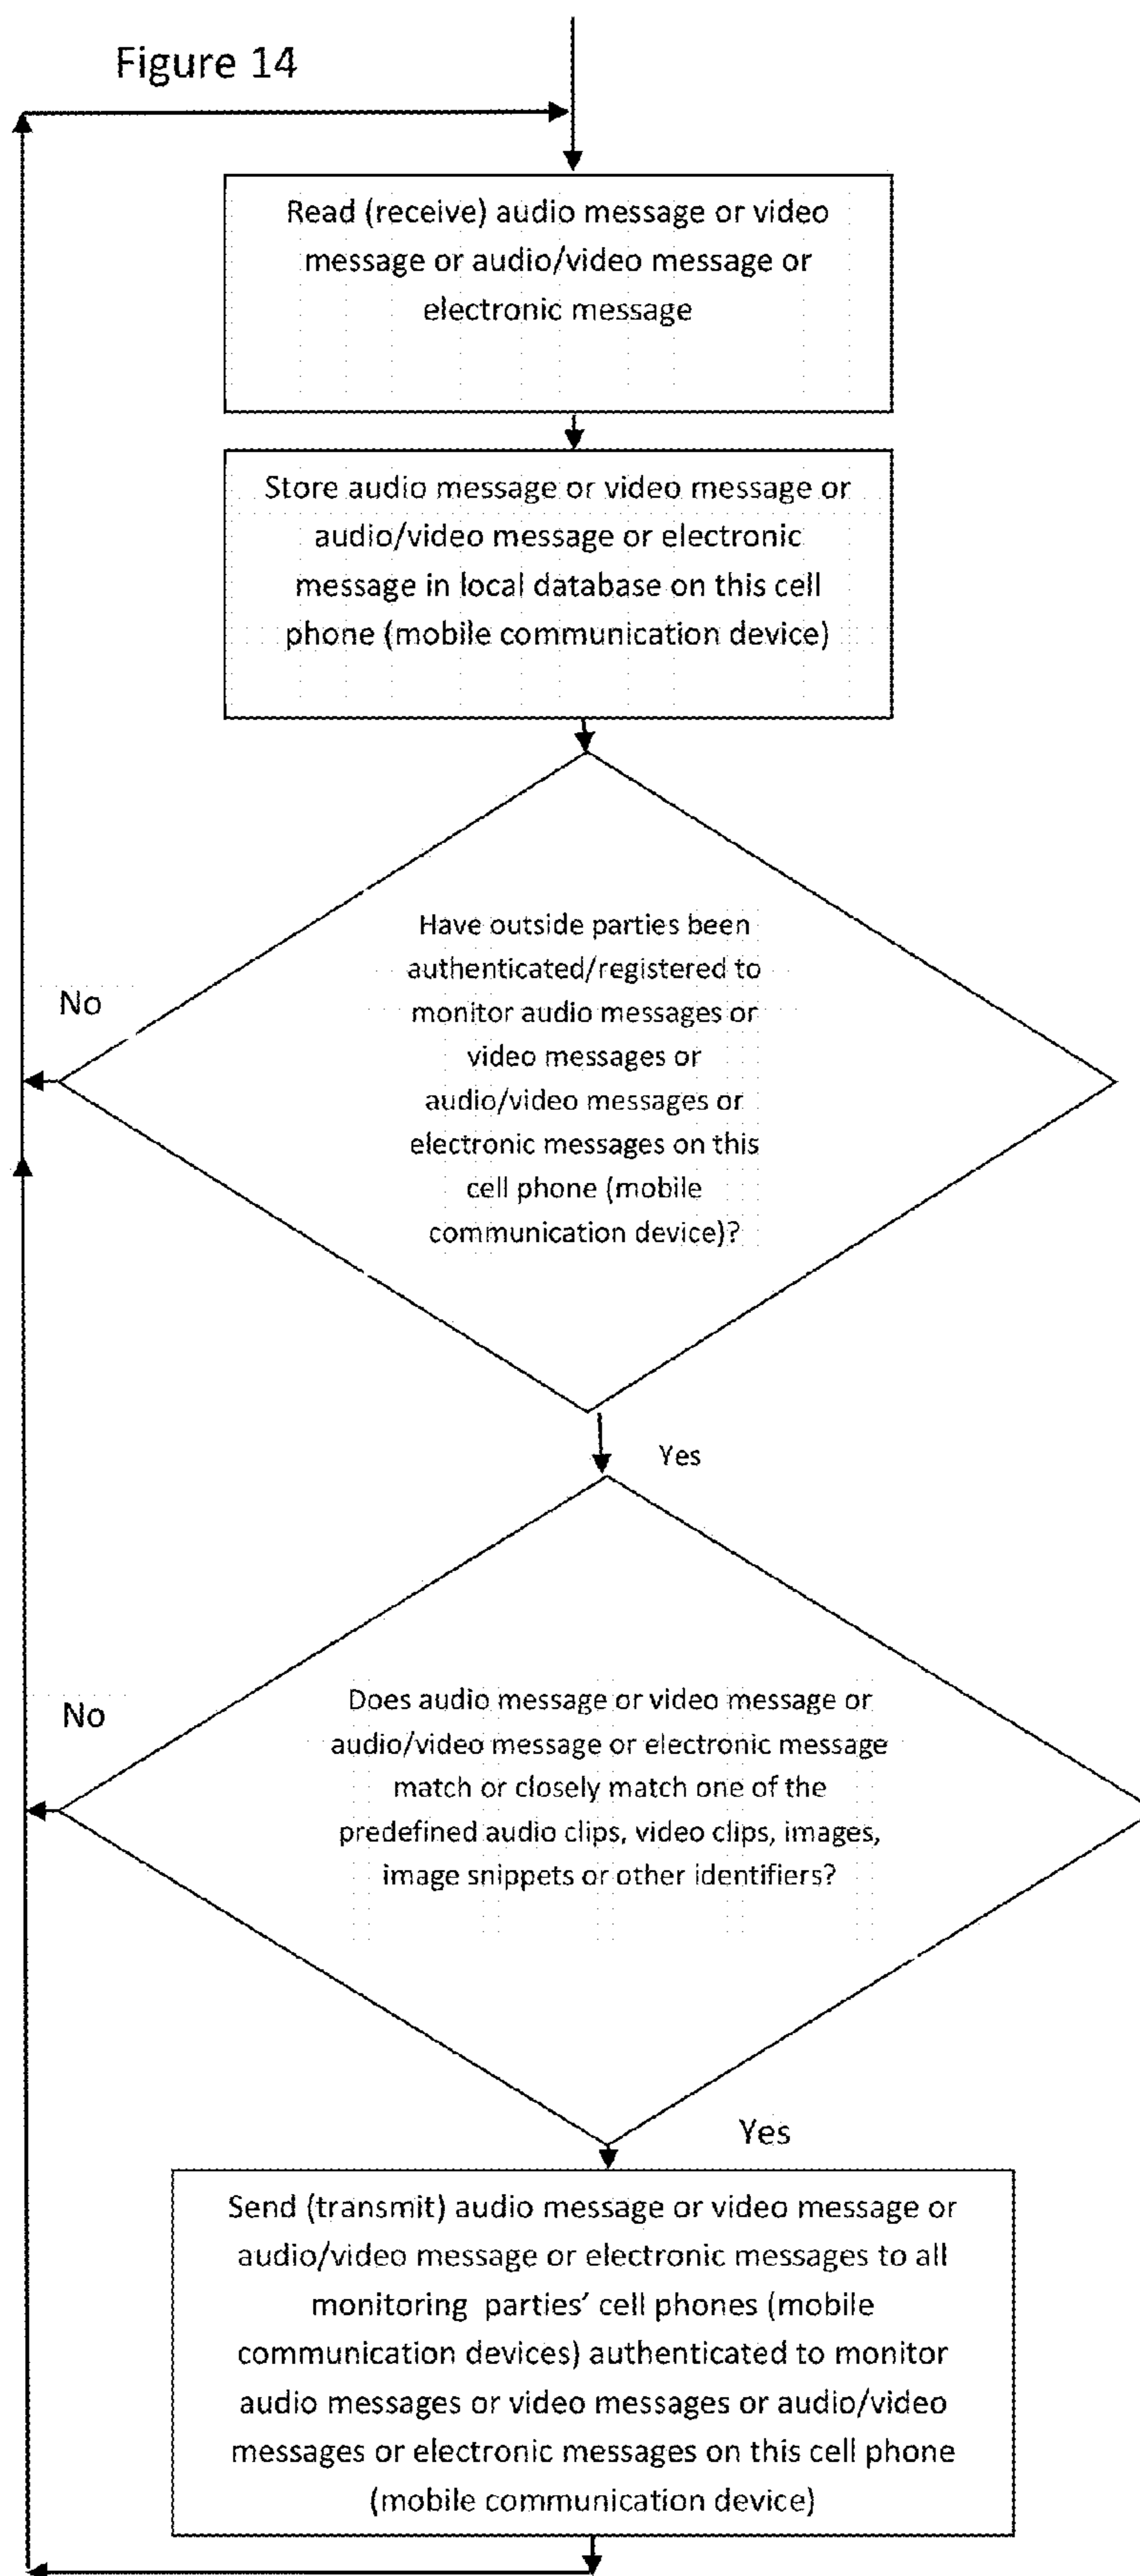 Figure 14
Read (receive) audio message or video
message or audio/video message or
electronic message
Store audio message or video message or
audio/video message or electronic
message in local database on this cell
phone (mobile communication device)
Have outside parties been
authenticated/registered to
monitor audio messages or
video messages or
audio/video messages or
electronic messages on this
cell phone (mobile
communication device)?
No
Yes
Does audio message or video message or
audio/video message or electronic message
match or closely match one of the
predefined audio clips, video clips, images,
image snippets or other identifiers?
No
Yes
Send (transmit) audio message or video message or
audio/video message or electronic messages to all
monitoring parties’ cell phones (mobile
communication devices) authenticated to monitor
audio messages or video messages or audio/video
messages or electronic messages on this cell phone
(mobile communication device)